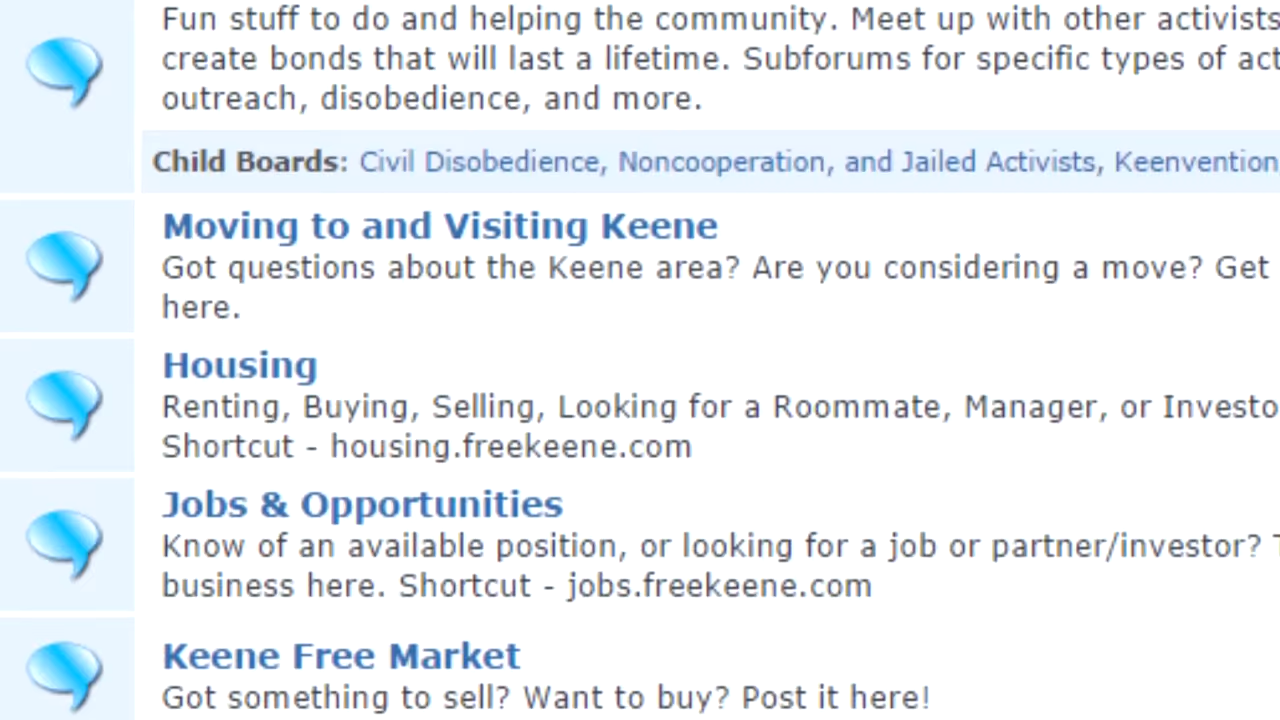 Fun stuff to do and helping the community. Meet up with other activists
create bonds that will last a lifetime. Subforums for specific types of
outreach, disobedience, and more.
Child Boards: Civil Disobedience, Noncooperation, and Jailed Activists, Keenvention
Moving to and Visiting Keene
Got questions about the Keene area? Are you considering a move? Get
here.
Housing
Renting, Buying, Selling, Looking for a Roommate, Manager, or
Shortcut - housing.freekeene.com
Jobs & Opportunities
Know of an available position, or looking for a job or partner/investor?
business here. Shortcut - jobs.freekeene.com
Keene Free Market
Got something to sell? Want to buy? Post it here!